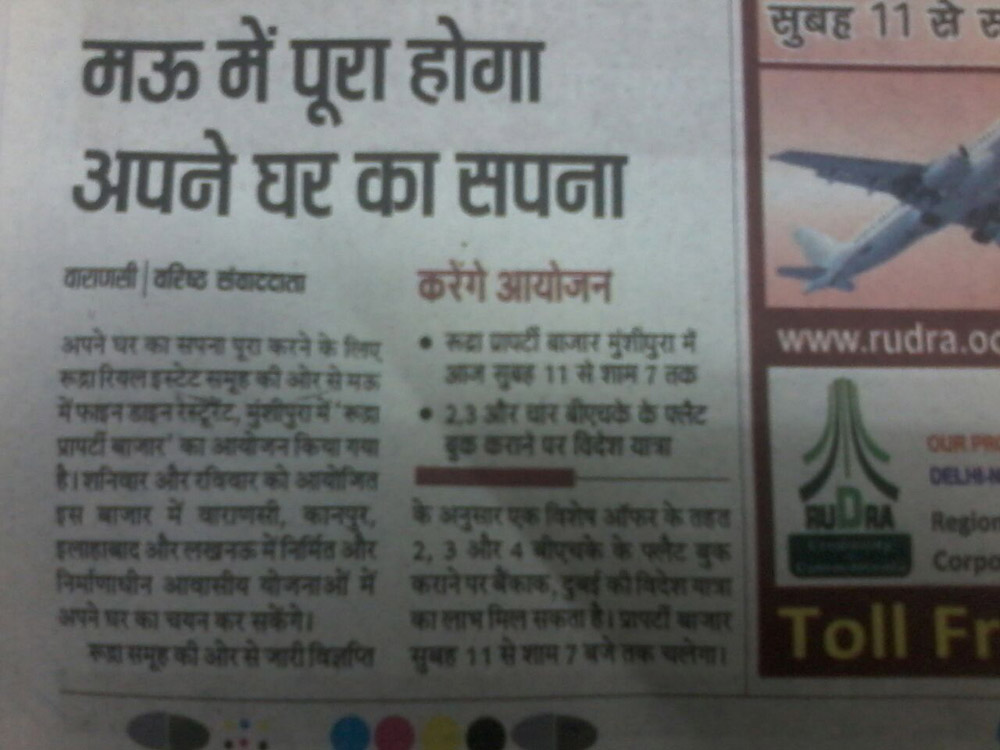 मऊ में पूरा होगा
अपने घर का सपना
वाराणसी | वरिष्ठ संवाददाता
अपने घर का सपना पूरा करने के लिए
रूद्रा रियल इस्टेट समूह की ओर से मऊ
में फाइन डाइन रेस्टूरेंट, मुंशीपुरा में 'रूद्रा
प्रापर्टी बाजार' का आयोजन किया गया
है। शनिवार और रविवार को आयोजित
इस बाजार में वाराणसी, कानपुर,
इलाहाबाद और लखनऊ में निर्मित और
निर्माणाधीन आवासीय योजनाओं में
अपने घर का चयन कर सकेंगे।
रूद्रा समूह की ओर से जारी विज्ञप्ति
करेंगे आयोजन
• रूद्रा प्रापर्टी बाजार मुंशीपुरा में
आज सुबह 11 से शाम 7 तक
• 2,3 और चार बीएचके के फ्लैट
बुक कराने पर विदेश यात्रा
के अनुसार एक विशेष ऑफर के तहत
2, 3 और 4 बीएचके के फ्लैट बुक
कराने पर बैंकाक, दुबई की विदेश यात्रा
का लाभ मिल सकता है। प्रापर्टी बाजार
सुबह 11 से शाम 7 बजे तक चलेगा।
सुबह 11 से
www.rudra.oc
RUDRA
OUR PRO
DELHI-N
Region
Corpo
Toll Fr